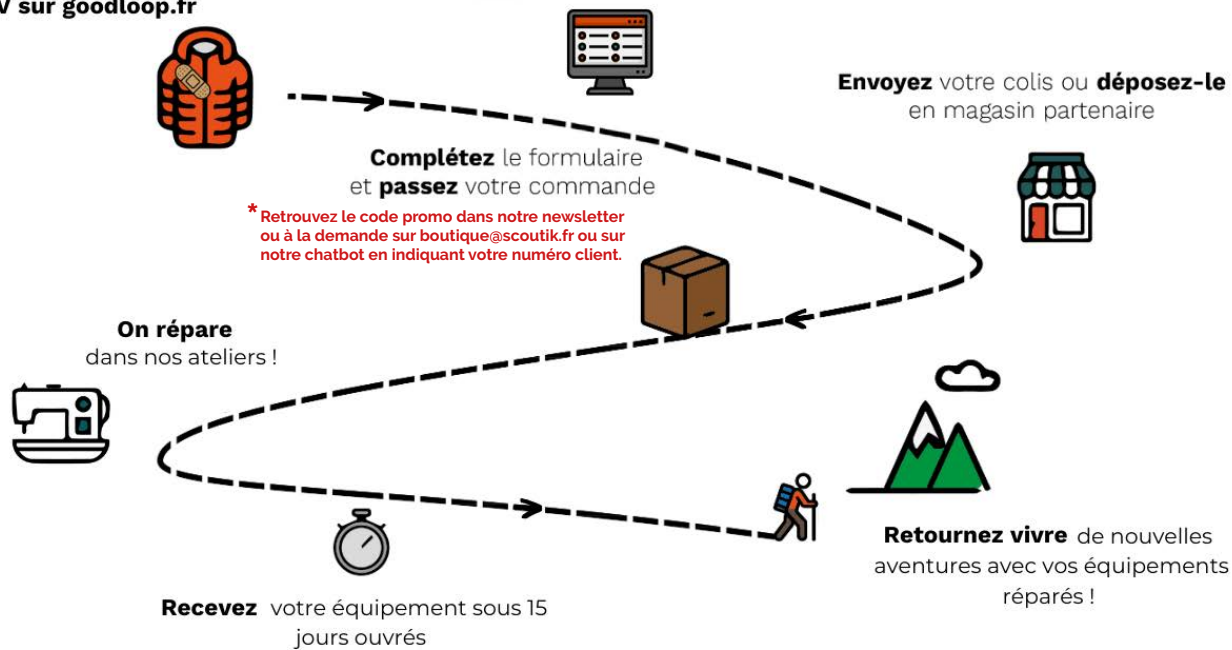 sur goodloop.fr
Envoyez votre colis ou déposez-le
en magasin partenaire
Complétez le formulaire
et passez votre commande
* Retrouvez le code promo dans notre newsletter
ou à la demande sur boutique@scoutik.fr ou sur
notre chatbot en indiquant votre numéro client.
On répare
dans nos ateliers !
Retournez vivre de nouvelles
aventures avec vos équipements
réparés !
Recevez votre équipement sous 15
jours ouvrés